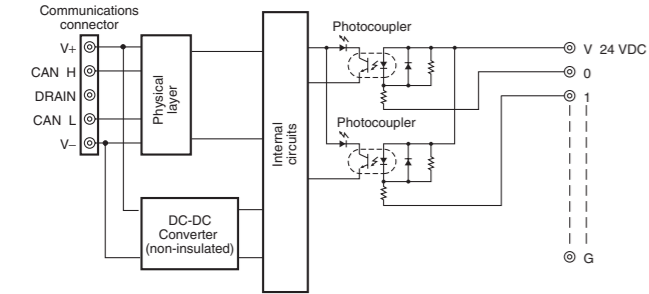 Communications
connector
V+
CAN H
DRAIN
CAN L
V–
Physical
layer
DC-DC
Converter
(non-insulated)
Internal
circuits
Photocoupler
Photocoupler
V 24 VDC
0
1
G